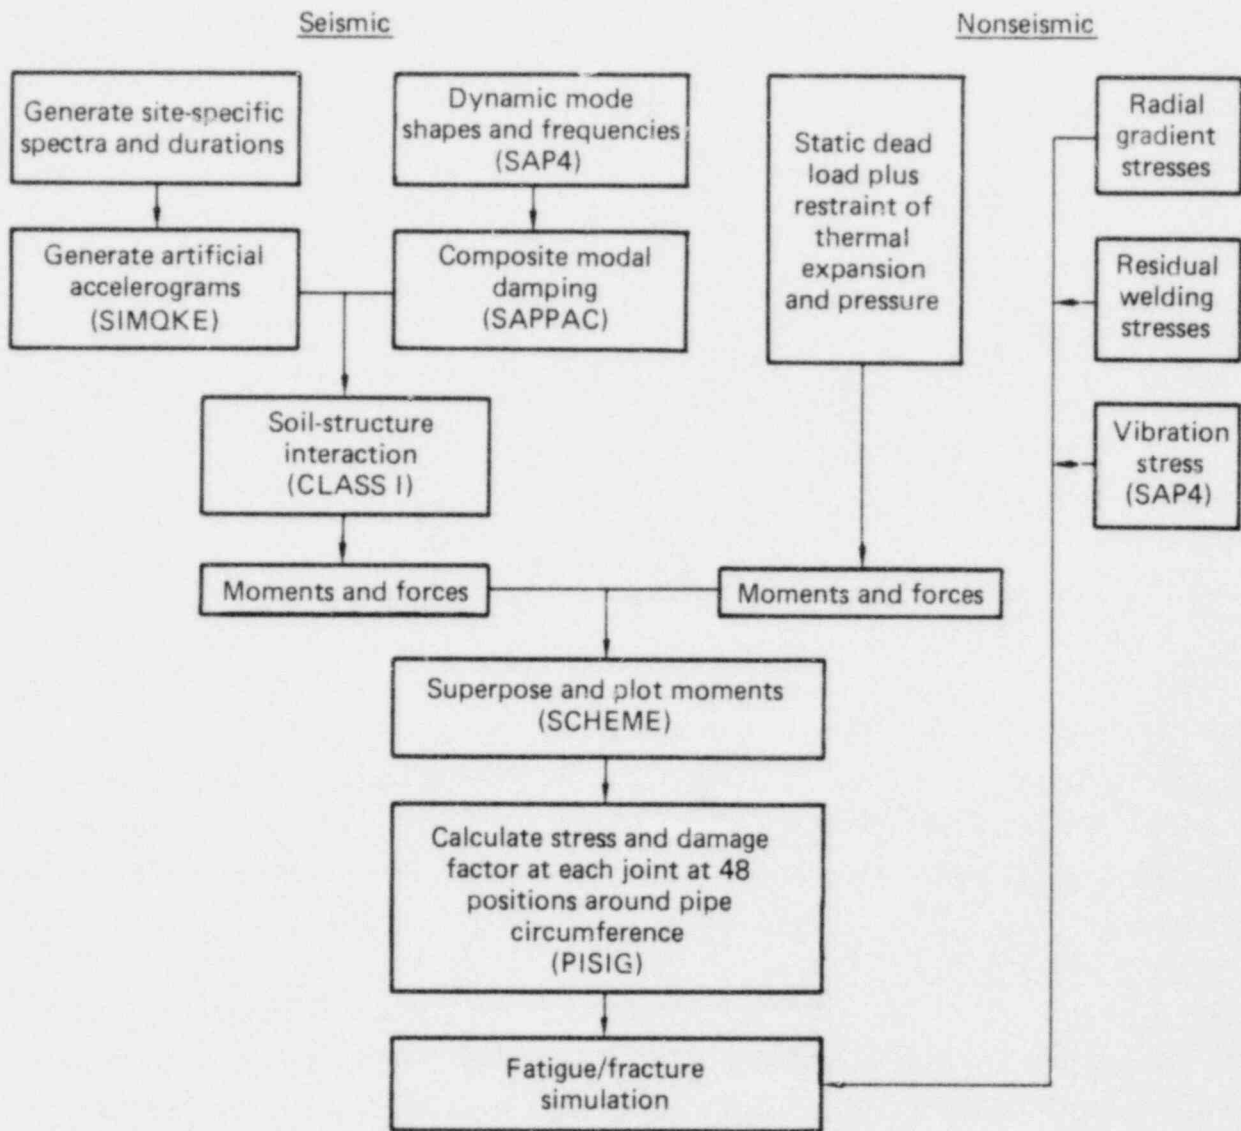 Seismic
Nonseismic
Generate site-specific
spectra and durations
Dynamic mode
shapes and frequencies
(SAP4)
Static dead
load plus
restraint of
thermal
expansion
and pressure
Radial
gradient
stresses
Generate artificial
accelerograms
(SIMQKE)
Composite modal
damping
(SAPPAC)
Residual
welding
stresses
Soil-structure
interaction
(CLASS I)
Vibration
stress
(SAP4)
Moments and forces
Moments and forces
Superpose and plot moments
(SCHEME)
Calculate stress and damage
factor at each joint at 48
positions around pipe
circumference
(PISIG)
Fatigue/fracture
simulation